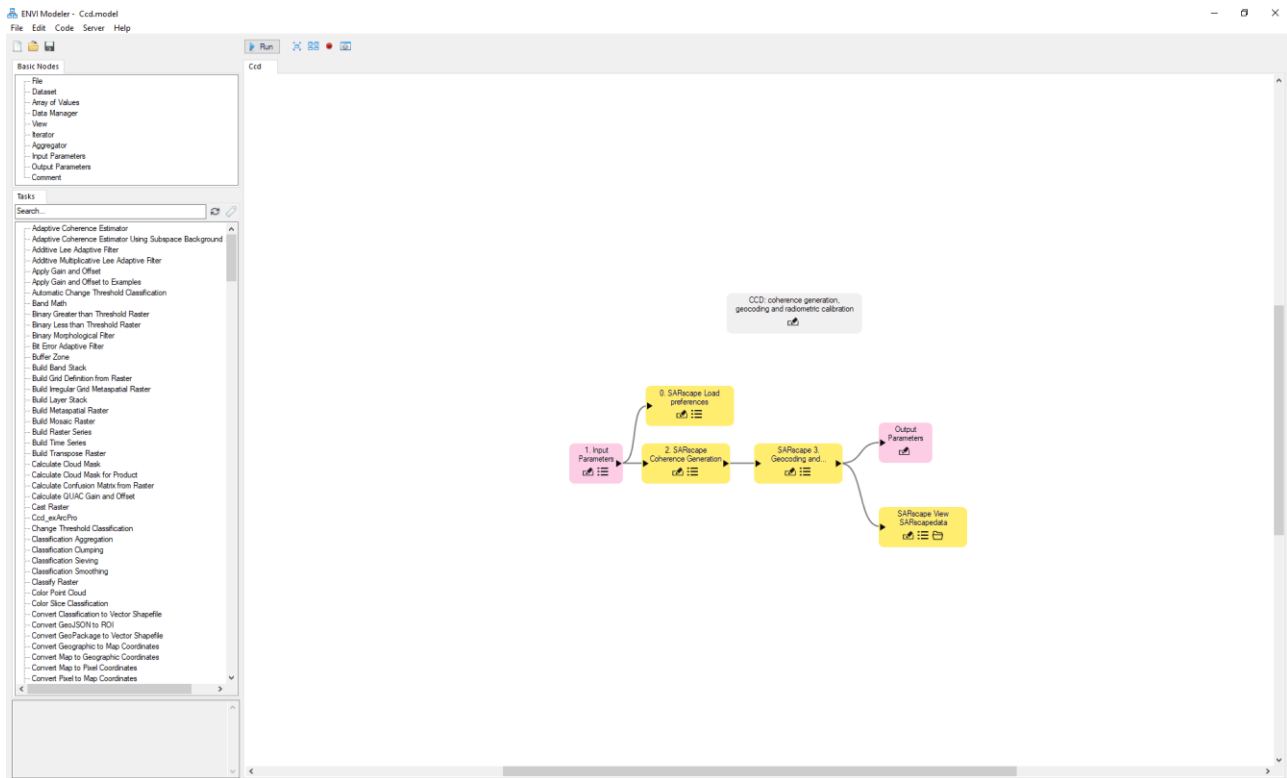 ENVI Modeler - Ccd.model
File Edit Code Server Help
Run
Basic Nodes
File
Dataset
Array of Values
Data Manager
View
Iterator
Aggregator
Input Parameters
Output Parameters
Comment
Tasks
Search...
Adaptive Coherence Estimator
Adaptive Coherence Estimator Using Subspace Background
Additive Lee Adaptive Filter
Additive Multiplicative Lee Adaptive Filter
Apply Gain and Offset
Apply Gain and Offset to Examples
Automatic Change Threshold Classification
Band Math
Binary Greater than Threshold Raster
Binary Less than Threshold Raster
Binary Morphological Filter
Bit Error Adaptive Filter
Buffer Zone
Build Band Stack
Build Grid Definition from Raster
Build Irregular Grid Metaspatial Raster
Build Layer Stack
Build Metaspatial Raster
Build Mosaic Raster
Build Raster Series
Build Time Series
Build Transpose Raster
Calculate Cloud Mask
Calculate Cloud Mask for Product
Calculate Confusion Matrix from Raster
Calculate QUAC Gain and Offset
Cast Raster
Ccd_exArcPro
Change Threshold Classification
Classification Aggregation
Classification Clumping
Classification Sieving
Classification Smoothing
Classify Raster
Color Point Cloud
Color Slice Classification
Convert Classification to Vector Shapefile
Convert GeoJSON to ROI
Convert GeoPackage to Vector Shapefile
Convert Geographic to Map Coordinates
Convert Map to Geographic Coordinates
Convert Map to Pixel Coordinates
Convert Pixel to Map Coordinates
Ccd
CCD: coherence generation,
geocoding and radiometric calibration
0. SARscape Load
preferences
1. Input
Parameters
2. SARscape
Coherence Generation
SARscape 3.
Geocoding and...
Output
Parameters
SARscape View
SARscapedata